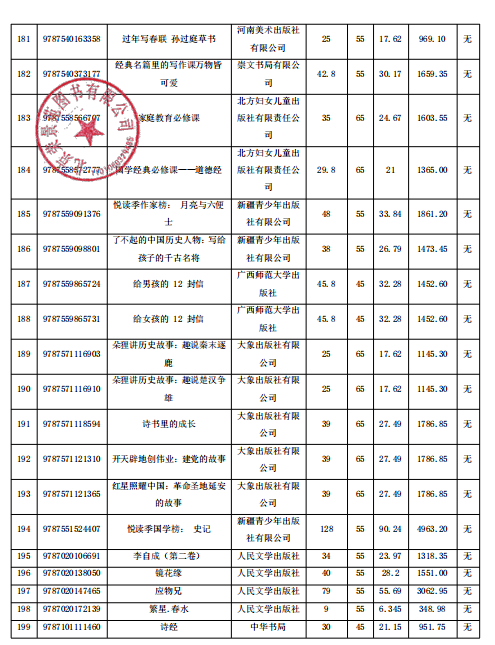 181 9787540163358 过年写春联 孙过庭草书 河南美术出版社有限公司 25 55 17.62 969.10 无
182 9787540373177 经典名篇里的写作课万物皆可爱 崇文书局有限公司 42.8 55 30.17 1659.35 无
183 9787558566707 家庭教育必修课 北方妇女儿童出版社有限责任公司 35 65 24.67 1603.55 无
184 9787558572777 国学经典必修课——道德经 北方妇女儿童出版社有限责任公司 29.8 65 21 1365.00 无
185 9787559091376 悦读季作家榜： 月亮与六便士 新疆青少年出版社有限公司 48 55 33.84 1861.20 无
186 9787559098801 了不起的中国历史人物：写给孩子的千古名将 新疆青少年出版社有限公司 38 55 26.79 1473.45 无
187 9787559865724 给男孩的 12 封信 广西师范大学出版社 45.8 45 32.28 1452.60 无
188 9787559865731 给女孩的 12 封信 广西师范大学出版社 45.8 45 32.28 1452.60 无
189 9787571116903 朵狸讲历史故事：趣说秦末逐鹿 大象出版社有限公司 25 65 17.62 1145.30 无
190 9787571116910 朵狸讲历史故事：趣说楚汉争雄 大象出版社有限公司 25 65 17.62 1145.30 无
191 9787571118594 诗书里的成长 大象出版社有限公司 39 65 27.49 1786.85 无
192 9787571121310 开天辟地创伟业：建党的故事 大象出版社有限公司 39 65 27.49 1786.85 无
193 9787571121365 红星照耀中国：革命圣地延安的故事 大象出版社有限公司 39 65 27.49 1786.85 无
194 9787551524407 悦读季国学榜： 史记 新疆青少年出版社有限公司 128 55 90.24 4963.20 无
195 9787020106691 李自成（第二卷） 人民文学出版社 34 55 23.97 1318.35 无
196 9787020138050 镜花缘 人民文学出版社 40 55 28.2 1551.00 无
197 9787020147465 应物兄 人民文学出版社 79 55 55.69 3062.95 无
198 9787020172139 繁星.春水 人民文学出版社 9 55 6.345 348.98 无
199 9787101111460 诗经 中华书局 30 45 21.15 951.75 无